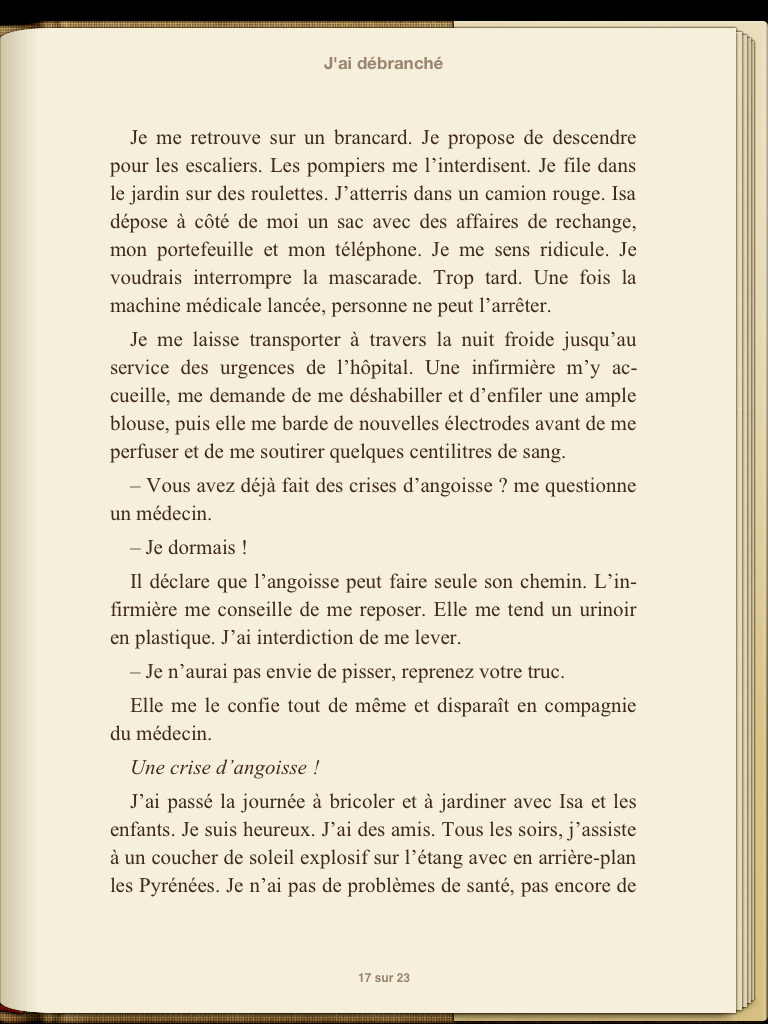 J'ai débranché
Je me retrouve sur un brancard. Je propose de descendre
pour les escaliers. Les pompiers me l’interdisent. Je file dans
le jardin sur des roulettes. J’atterris dans un camion rouge. Isa
dépose à côté de moi un sac avec des affaires de rechange,
mon portefeuille et mon téléphone. Je me sens ridicule. Je
voudrais interrompre la mascarade. Trop tard. Une fois la
machine médicale lancée, personne ne peut l’arrêter.
Je me laisse transporter à travers la nuit froide jusqu’au
service des urgences de l’hôpital. Une infirmière m’y ac-
cueille, me demande de me déshabiller et d’enfiler une ample
blouse, puis elle me barde de nouvelles électrodes avant de me
perfuser et de me soutirer quelques centilitres de sang.
– Vous avez déjà fait des crises d’angoisse ? me questionne
un médecin.
– Je dormais !
Il déclare que l’angoisse peut faire seule son chemin. L’in-
firmière me conseille de me reposer. Elle me tend un urinoir
en plastique. J’ai interdiction de me lever.
– Je n’aurai pas envie de pisser, reprenez votre truc.
Elle me le confie tout de même et disparaît en compagnie
du médecin.
Une crise d’angoisse !
J’ai passé la journée à bricoler et à jardiner avec Isa et les
enfants. Je suis heureux. J’ai des amis. Tous les soirs, j’assiste
à un coucher de soleil explosif sur l’étang avec en arrière-plan
les Pyrénées. Je n’ai pas de problèmes de santé, pas encore de
17 sur 23